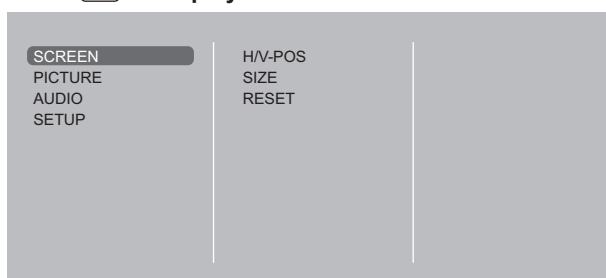 SCREEN
PICTURE
AUDIO
SETUP
H/V-POS
SIZE
RESET